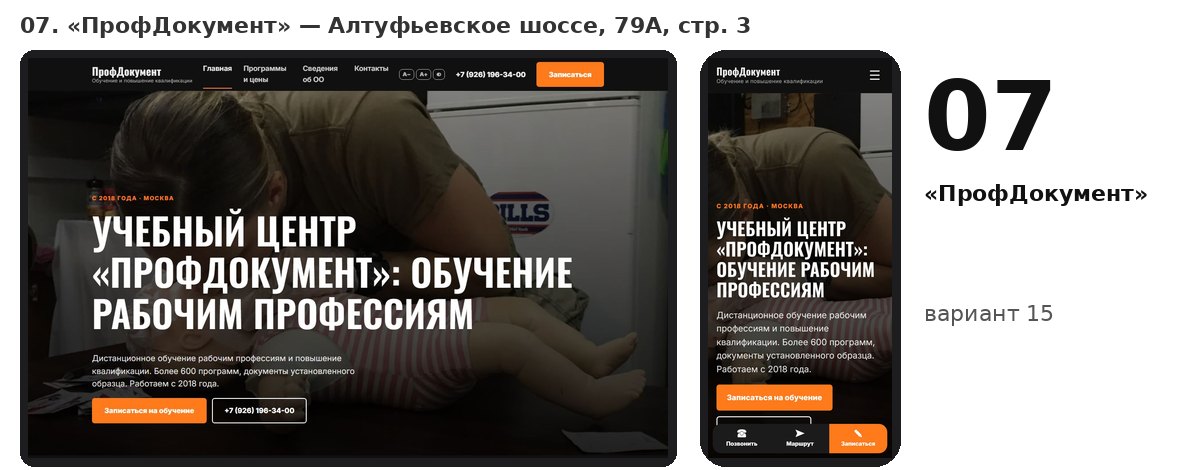 07. «ПрофДокумент» — Алтуфьевское шоссе, 79А, стр. 3
ПрофДокумент
Обучение и повышение квалификации
Главная
Программы
и цены
Сведения
об ОО
Контакты
A−
A+
+7 (926) 196-34-00
Записаться
ILLS
С 2018 ГОДА · МОСКВА
УЧЕБНЫЙ ЦЕНТР
«ПРОФДОКУМЕНТ»: ОБУЧЕНИЕ
РАБОЧИМ ПРОФЕССИЯМ
Дистанционное обучение рабочим профессиям и повышение
квалификации. Более 600 программ, документы установленного
образца. Работаем с 2018 года.
Записаться на обучение
+7 (926) 196-34-00
ПрофДокумент
Обучение и повышение квалификации
С 2018 ГОДА · МОСКВА
УЧЕБНЫЙ ЦЕНТР
«ПРОФДОКУМЕНТ»:
ОБУЧЕНИЕ РАБОЧИМ
ПРОФЕССИЯМ
Дистанционное обучение рабочим
профессиям и повышение
квалификации. Более 600 программ,
документы установленного образца.
Работаем с 2018 года.
Записаться на обучение
Позвонить
Маршрут
Записаться
07
«ПрофДокумент»
вариант 15